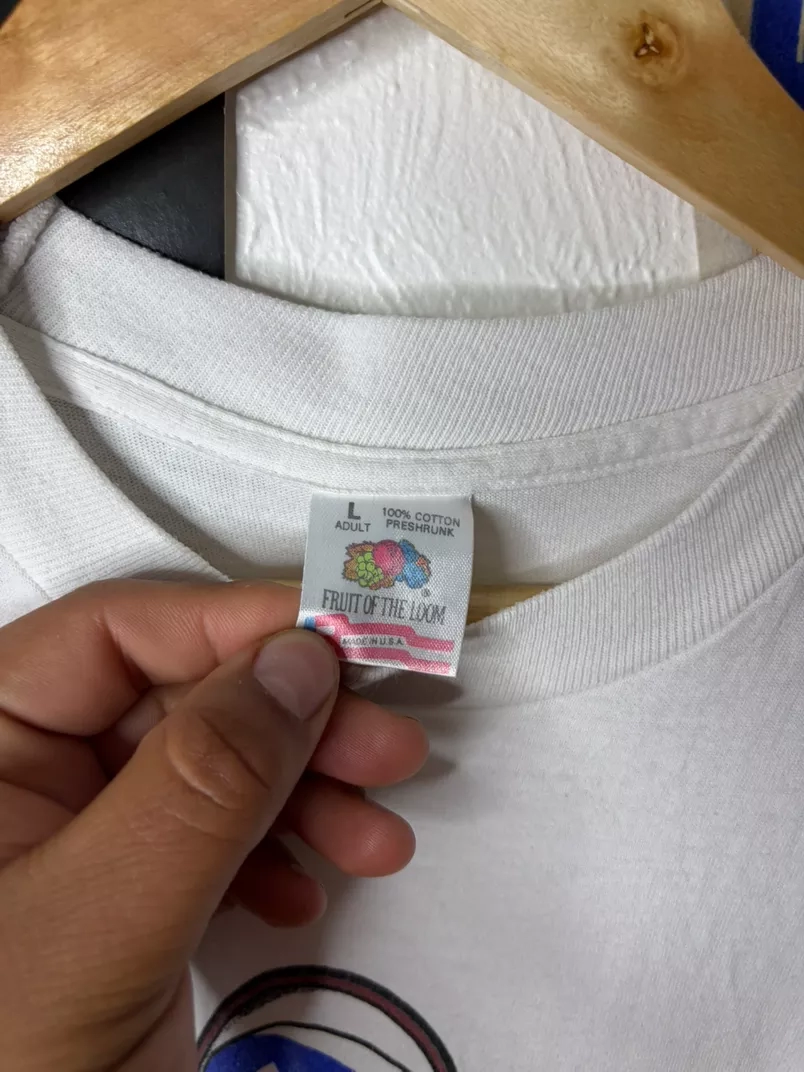 L
ADULT
100% COTTON
PRESHRUNK
FRUIT OF THE LOOM
®
MADE IN U.S.A.